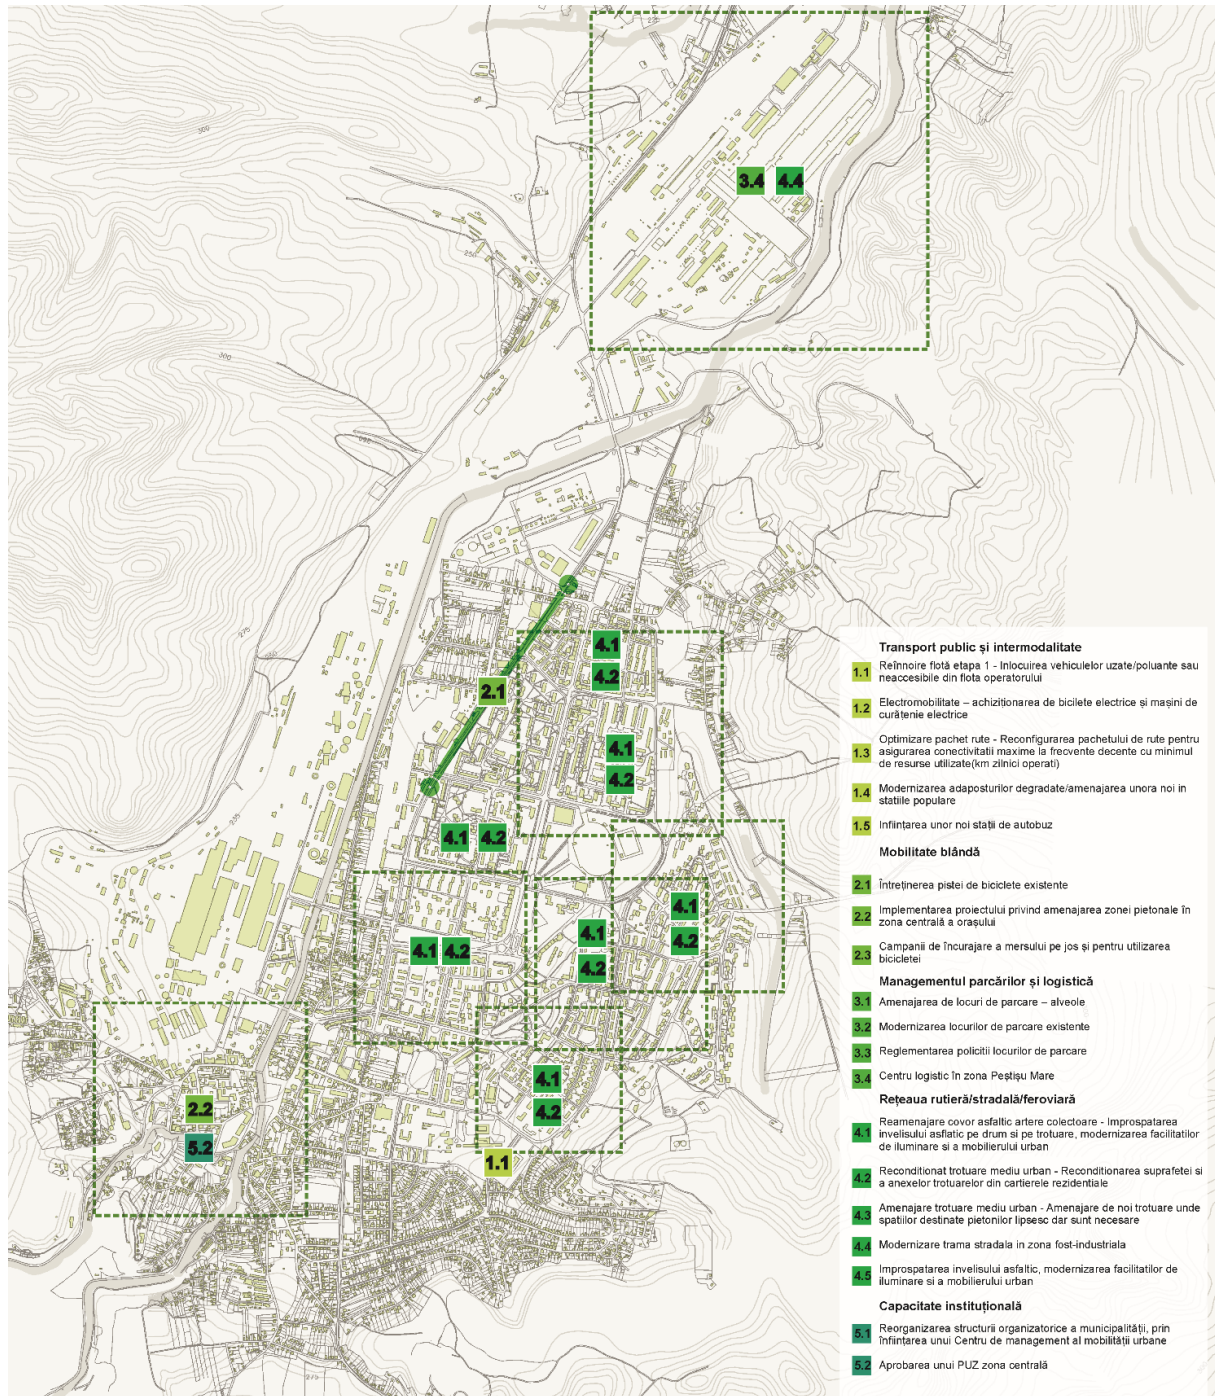 225
300
3.4
4.4
250
300
250
275
235
4.1
4.2
2.1
4.1
4.2
4.1 4.2
4.1
4.2
4.1
4.2
4.1 4.2
4.1
4.2
2.2
5.2
1.1
275
Transport public și intermodalitate
1.1 Reînnoire flotă etapa 1 - Inlocuirea vehiculelor uzate/poluante sau
neaccesibile din flota operatorului
1.2 Electromobilitate – achiziționarea de biciclete electrice și mașini de
curățenie electrice
1.3 Optimizare pachet rute - Reconfigurarea pachetului de rute pentru
asigurarea conectivitatii maxime la frecvente decente cu minimul
de resurse utilizate(km zilnici operati)
1.4 Modernizarea adaposturilor degradate/amenajarea unora noi in
statiile populare
1.5 Infiintarea unor noi stații de autobuz
Mobilitate blândă
2.1 Întreținerea pistei de biciclete existente
2.2 Implementarea proiectului privind amenajarea zonei pietonale în
zona centrală a orașului
2.3 Campanii de încurajare a mersului pe jos și pentru utilizarea
bicicletei
Managementul parcărilor și logistică
3.1 Amenajarea de locuri de parcare – alveole
3.2 Modernizarea locurilor de parcare existente
3.3 Reglementarea policitii locurilor de parcare
3.4 Centru logistic în zona Peștișu Mare
Rețeaua rutieră/stradală/feroviară
4.1 Reamenajare covor asfaltic artere colectoare - Improspatarea
invelisului asflatic pe drum si pe trotuare, modernizarea facilitatilor
de iluminare si a mobilierului urban
4.2 Reconditionat trotuare mediu urban - Reconditionarea suprafetei si
a anexelor trotuarelor din cartierele rezidentiale
4.3 Amenajare trotuare mediu urban - Amenajare de noi trotuare unde
spatiilor destinate pietonilor lipsesc dar sunt necesare
4.4 Modernizare trama stradala in zona fost-industriala
4.5 Improspatarea invelisului asfaltic, modernizarea facilitatilor de
iluminare si a mobilierului urban
Capacitate instituțională
5.1 Reorganizarea structurii organizatorice a municipalității, prin
înființarea unui Centru de management al mobilității urbane
5.2 Aprobarea unui PUZ zona centrală